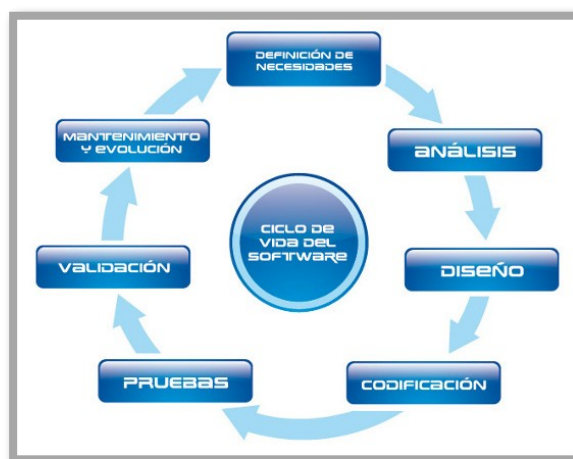 DEFINICIÓN DE
NECESIDADES
ANÁLISIS
DISEÑO
CODIFICACIÓN
PRUEBAS
VALIDACIÓN
MANTENIMIENTO
Y EVOLUCIÓN
CICLO DE
VIDA DEL
SOFTWARE